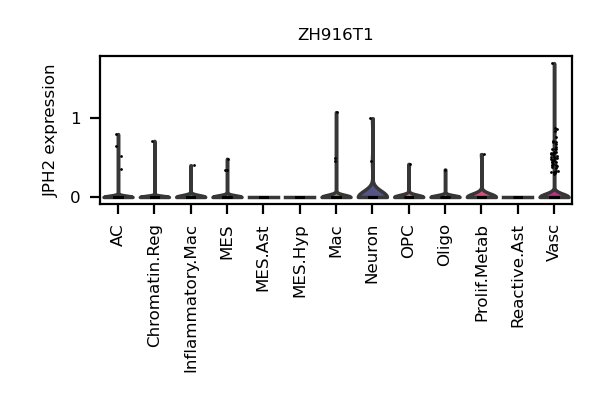 ZH916T1
JPH2 expression
1
0
AC
Chromatin.Reg
Inflammatory.Mac
MES
MES.Ast
MES.Hyp
Mac
Neuron
OPC
Oligo
Prolif.Metab
Reactive.Ast
Vasc